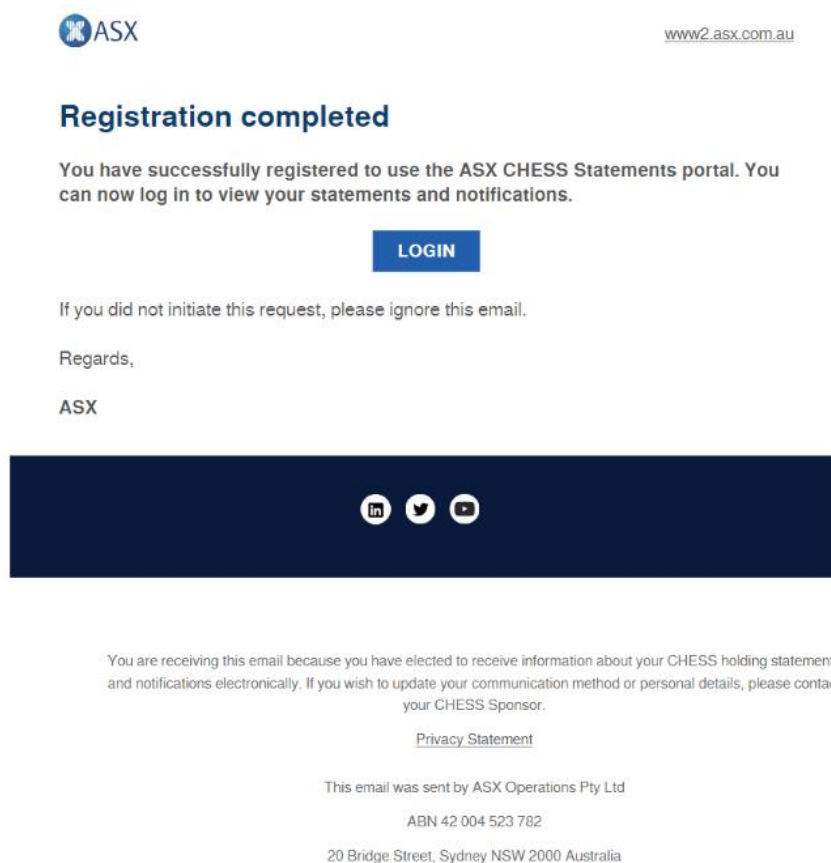 ASX
www2.asx.com.au
Registration completed
You have successfully registered to use the ASX CHESS Statements portal. You
can now log in to view your statements and notifications.
LOGIN
If you did not initiate this request, please ignore this email.
Regards,
ASX
in
You are receiving this email because you have elected to receive information about your CHESS holding statement
and notifications electronically. If you wish to update your communication method or personal details, please contac
your CHESS Sponsor.
Privacy Statement
This email was sent by ASX Operations Pty Ltd
ABN 42 004 523 782
20 Bridge Street, Sydney NSW 2000 Australia